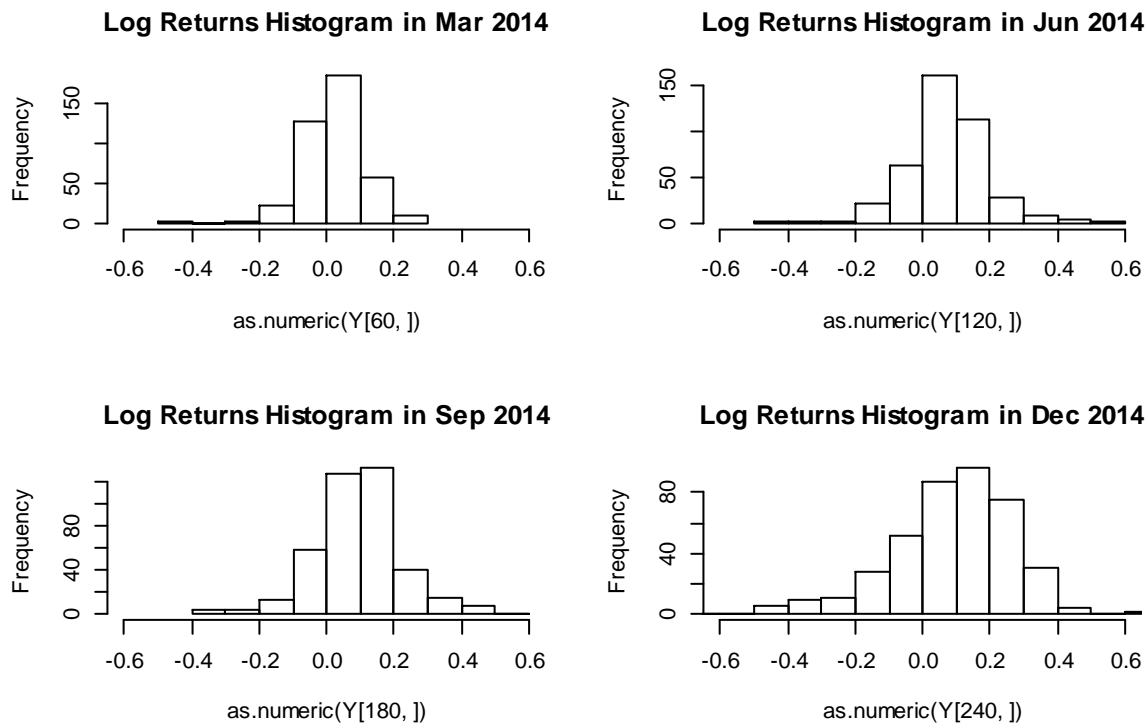 Log Returns Histogram in Mar 2014
Frequency
0 50 150
-0.6 -0.4 -0.2 0.0 0.2 0.4 0.6
as.numeric(Y[60, ])
Log Returns Histogram in Jun 2014
Frequency
0 50 150
-0.6 -0.4 -0.2 0.0 0.2 0.4 0.6
as.numeric(Y[120, ])
Log Returns Histogram in Sep 2014
Frequency
0 40 80
-0.6 -0.4 -0.2 0.0 0.2 0.4 0.6
as.numeric(Y[180, ])
Log Returns Histogram in Dec 2014
Frequency
0 40 80
-0.6 -0.4 -0.2 0.0 0.2 0.4 0.6
as.numeric(Y[240, ])